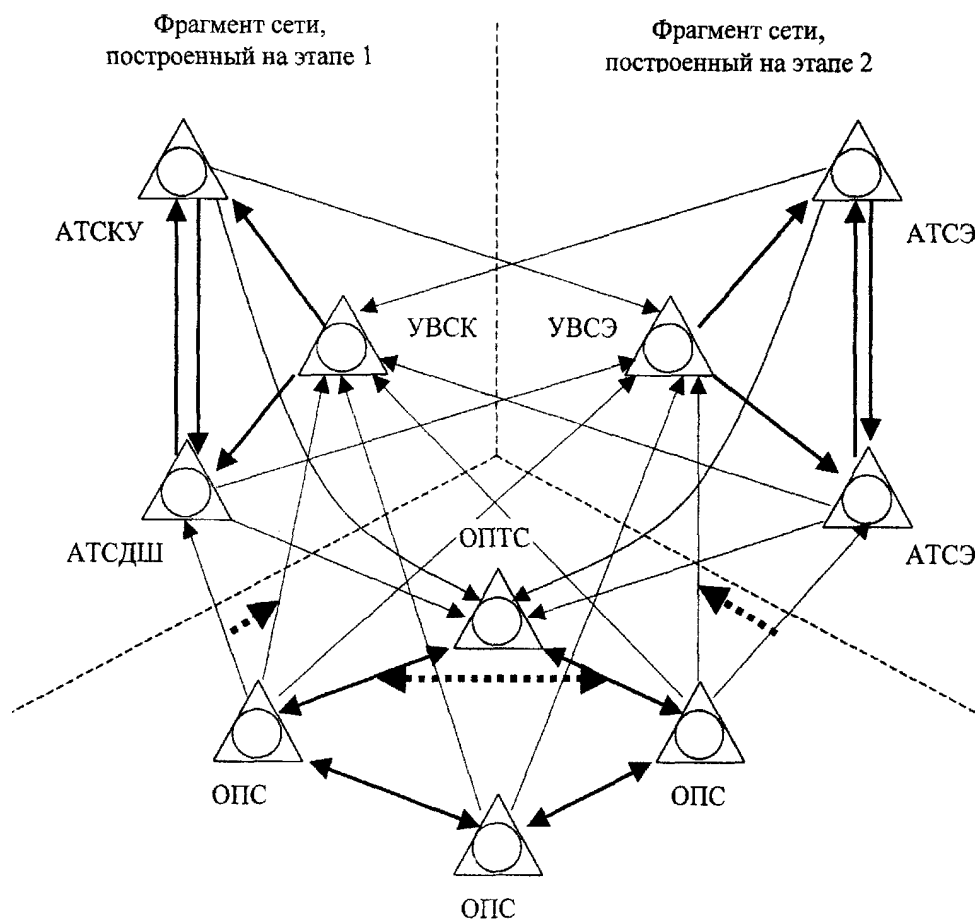 Фрагмент сети,
построенный на этапе 1
Фрагмент сети,
построенный на этапе 2
АТСКУ
АТСЭ
УВСК
УВСЭ
АТСДШ
ОПТС
АТСЭ
ОПС
ОПС
ОПС